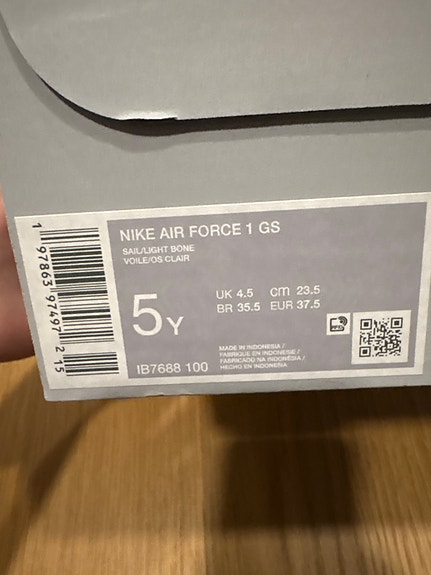 NIKE AIR FORCE 1 GS
SAIL/LIGHT BONE
VOILE/OS CLAIR
5Y
UK 4.5 cm 23.5
BR 35.5 EUR 37.5
IB7688 100
MADE IN INDONESIA /
FABRIQUE EN INDONESIE /
FABRICADO NA INDONÉSIA /
HECHO EN INDONESIA
1 97863 97497 2 15